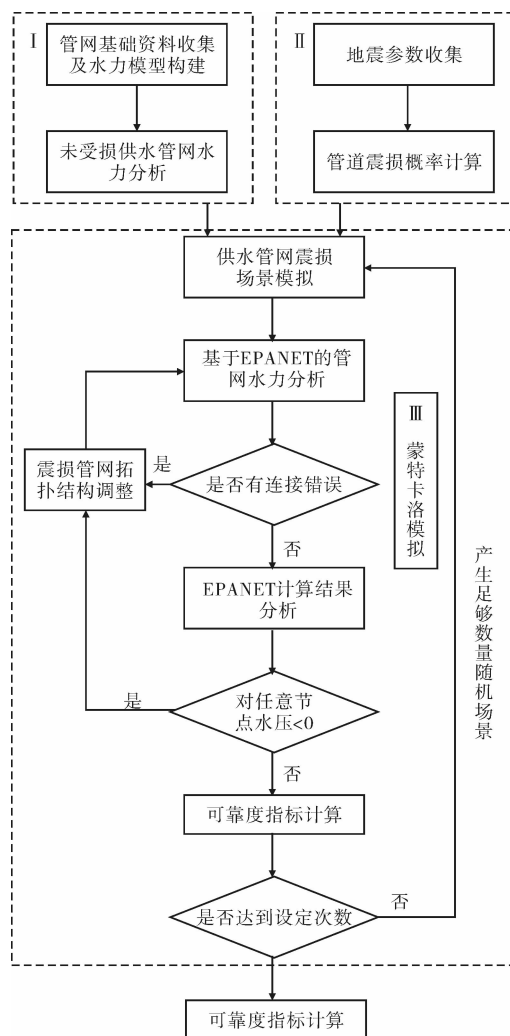 Ⅰ
管网基础资料收集
及水力模型构建
未受损供水管网水
力分析
Ⅱ
地震参数收集
管道震损概率计算
供水管网震损
场景模拟
基于EPANET的管
网水力分析
Ⅲ
蒙特卡洛模拟
震损管网拓
扑结构调整
是
是否有连接错误
否
EPANET计算结果
分析
产生足够数量随机场景
是
对任意节
点水压<0
否
可靠度指标计算
是否达到设定次数
否
可靠度指标计算